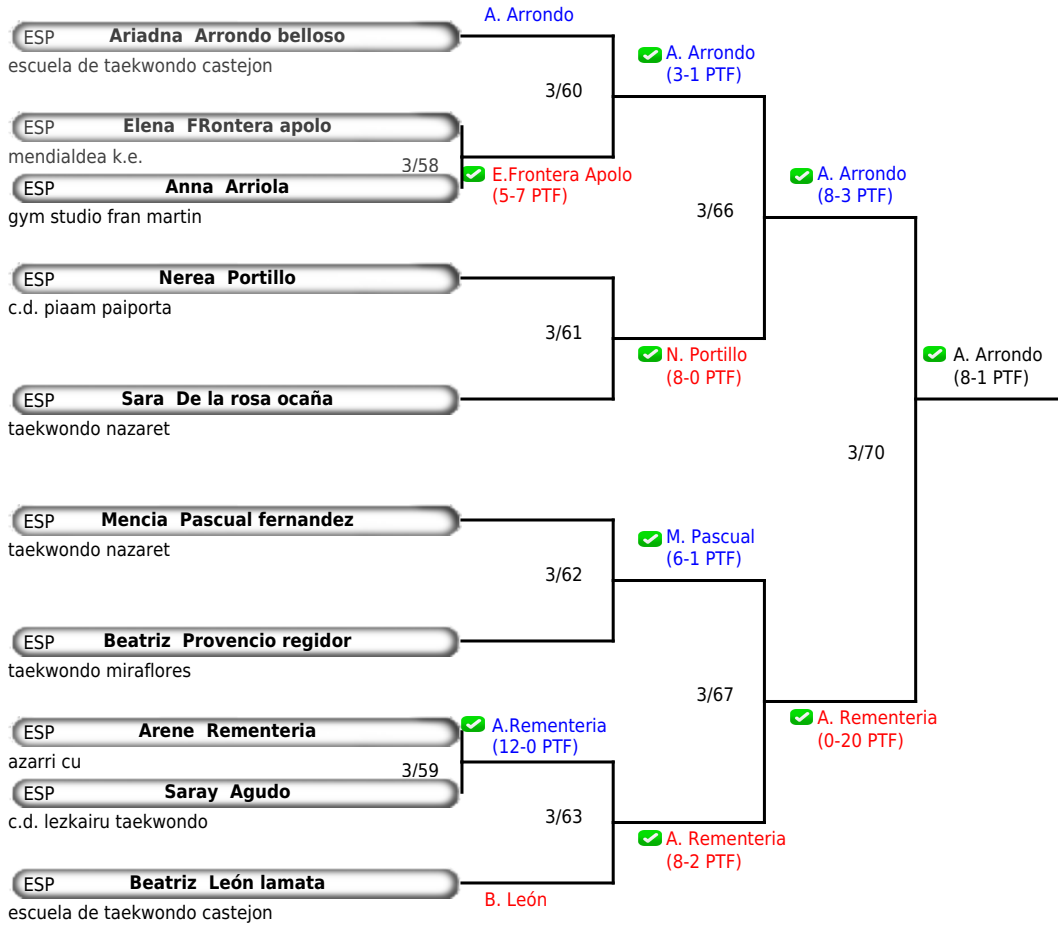 A. Arrondo
ESP Ariadna Arrondo belloso
escuela de taekwondo castejon
A. Arrondo
(3-1 PTF)
3/60
ESP Elena FRontera apolo
mendialdea k.e.
3/58
E.Frontera Apolo
(5-7 PTF)
ESP Anna Arriola
gym studio fran martin
A. Arrondo
(8-3 PTF)
3/66
ESP Nerea Portillo
c.d. piaam paiporta
3/61
N. Portillo
(8-0 PTF)
A. Arrondo
(8-1 PTF)
ESP Sara De la rosa ocaña
taekwondo nazaret
3/70
ESP Mencia Pascual fernandez
taekwondo nazaret
M. Pascual
(6-1 PTF)
3/62
ESP Beatriz Provencio regidor
taekwondo miraflores
3/67
A. Rementeria
(0-20 PTF)
ESP Arene Rementeria
azarri cu
A.Rementeria
(12-0 PTF)
3/59
ESP Saray Agudo
c.d. lezkairu taekwondo
3/63
A. Rementeria
(8-2 PTF)
ESP Beatriz León lamata
B. León
escuela de taekwondo castejon